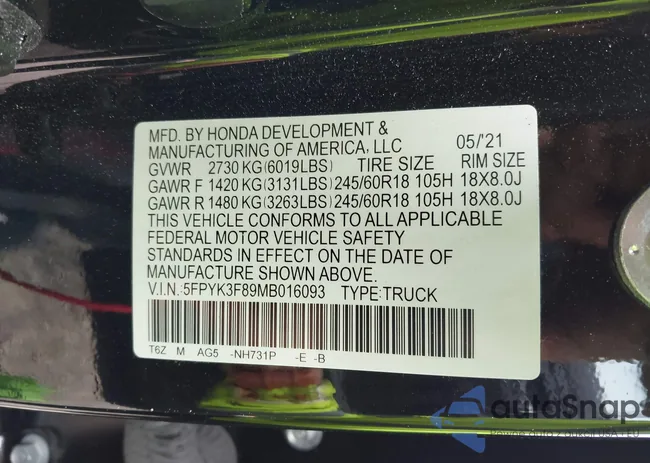 MFD. BY HONDA DEVELOPMENT &
MANUFACTURING OF AMERICA, LLC 05/'21
GVWR 2730 KG(6019LBS) TIRE SIZE RIM SIZE
GAWR F 1420 KG(3131LBS)245/60R18 105H 18X8.0J
GAWR R 1480 KG(3263LBS)245/60R18 105H 18X8.0J
THIS VEHICLE CONFORMS TO ALL APPLICABLE
FEDERAL MOTOR VEHICLE SAFETY
STANDARDS IN EFFECT ON THE DATE OF
MANUFACTURE SHOWN ABOVE.
V.I.N.:5FPYK3F89MB016093 TYPE:TRUCK
T6Z M AG5 -NH731P -E -B
autoSnap